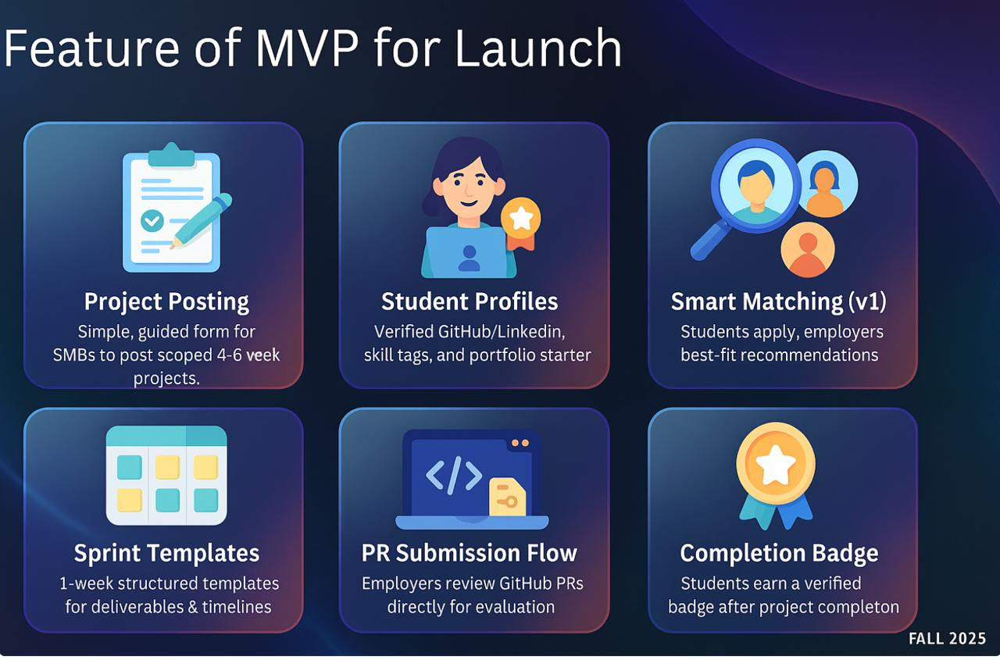 Feature of MVP for Launch
Project Posting
Simple, guided form for
SMBs to post scoped 4-6 veek
projects.
Student Profiles
Verified GitHub/Linkedin,
skill tags, and portfolio starter
Smart Matching (v1)
Students apply, employers
best-fit recommendations
Sprint Templates
1-week structured templates
for deliverables & timelines
PR Submission Flow
Employers review GitHub PRs
directly for evaluation
Completion Badge
Students earn a verified
badge after project completon
FALL 2025